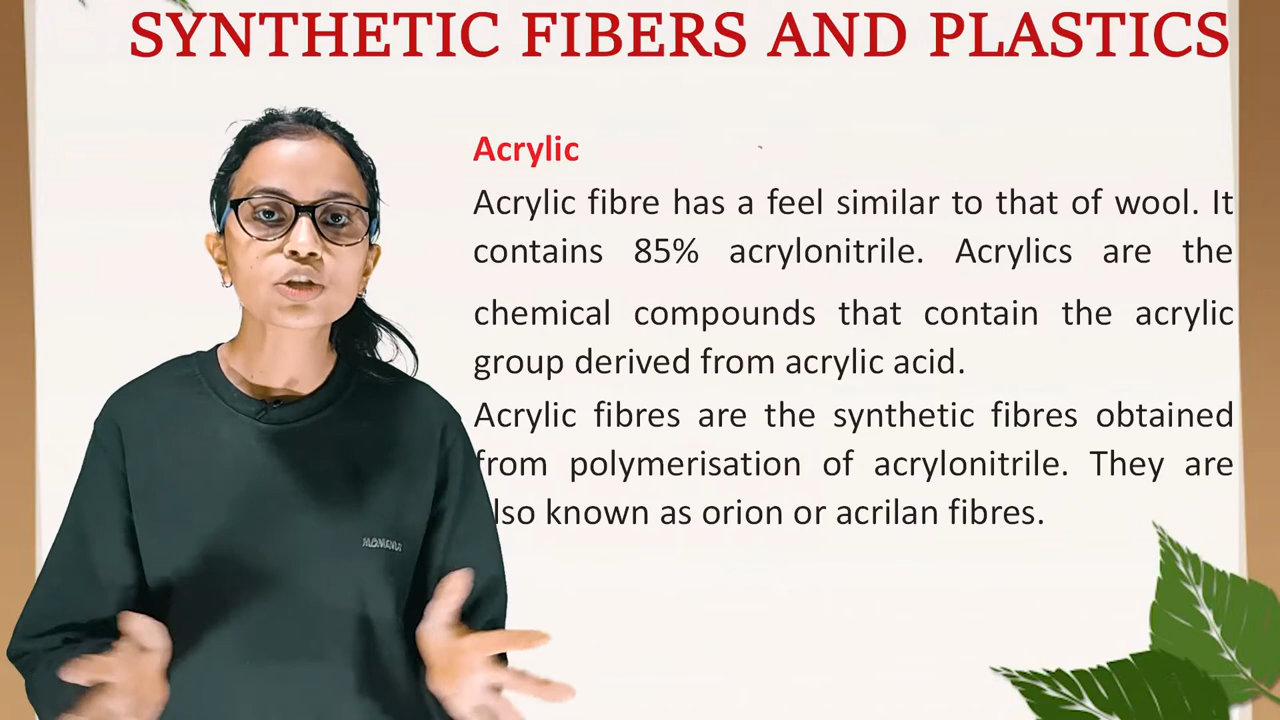 SYNTHETIC FIBERS AND PLASTICS
Acrylic
Acrylic fibre has a feel similar to that of wool. It
contains 85% acrylonitrile. Acrylics are the
chemical compounds that contain the acrylic
group derived from acrylic acid.
Acrylic fibres are the synthetic fibres obtained
from polymerisation of acrylonitrile. They are
lso known as orion or acrilan fibres.